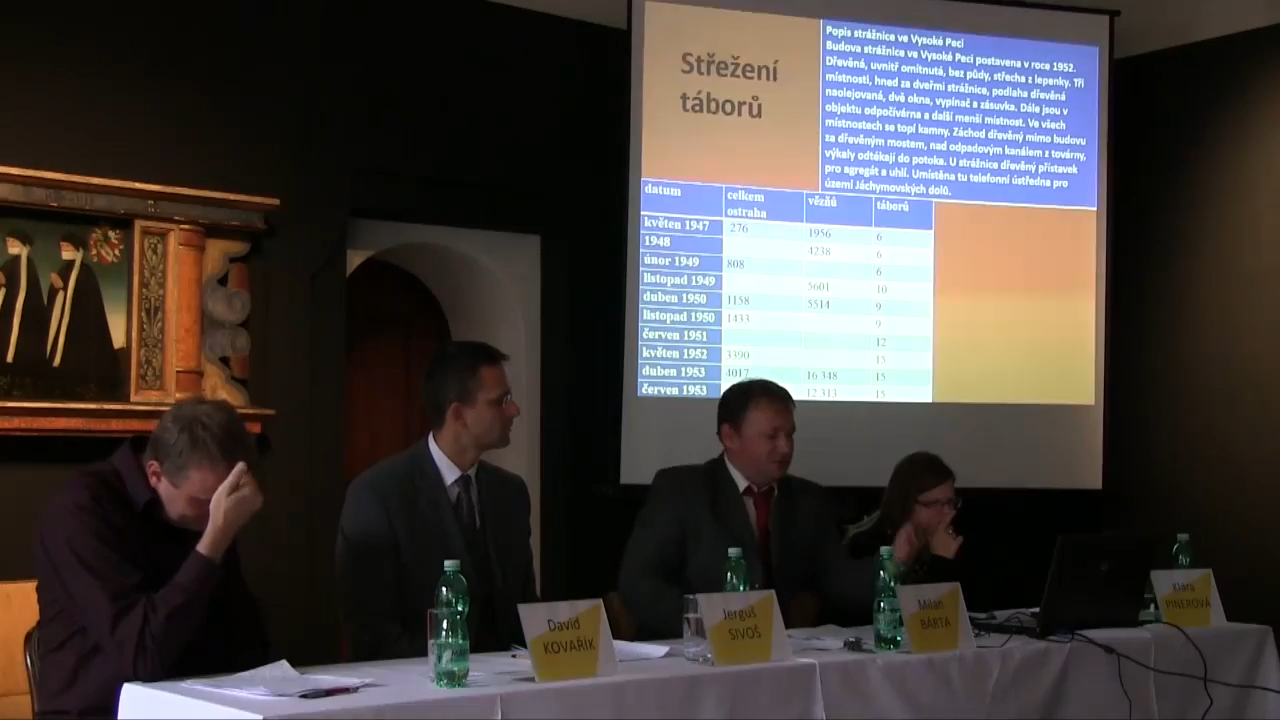 Střežení
táborů
Popis strážnice ve Vysoké Peci
Budova strážnice ve Vysoké Peci postavena v roce 1952.
Dřevěná, uvnitř omítnutá, bez půdy, střecha z lepenky. Tři
místnosti, hned za dveřmi strážnice, podlaha dřevěná
naolejovaná, dvě okna, vypínač a zásuvka. Dále jsou v
objektu odpočívárna a další menší místnost. Ve všech
místnostech se topí kamny. Záchod dřevěný mimo budovu
za dřevěným mostem, nad odpadovým kanálem z továrny,
výkaly odtékají do potoka. U strážnice dřevěný přístavek
pro agregát a uhlí. Umístěna tu telefonní ústředna pro
území Jáchymovských dolů.
datum celkem ostraha vězňů táborů
květen 1947 276 1956 6
1948 4238 6
únor 1949 808 6
listopad 1949 5601 10
duben 1950 1158 5514 9
listopad 1950 1433 9
červen 1951 12
květen 1952 3390 15
duben 1953 4017 16 348 15
červen 1953 12 313 15
David
KOVAŘÍK
Jerguš
SIVOŠ
Milan
BÁRTA
Klára
PINEROVÁ